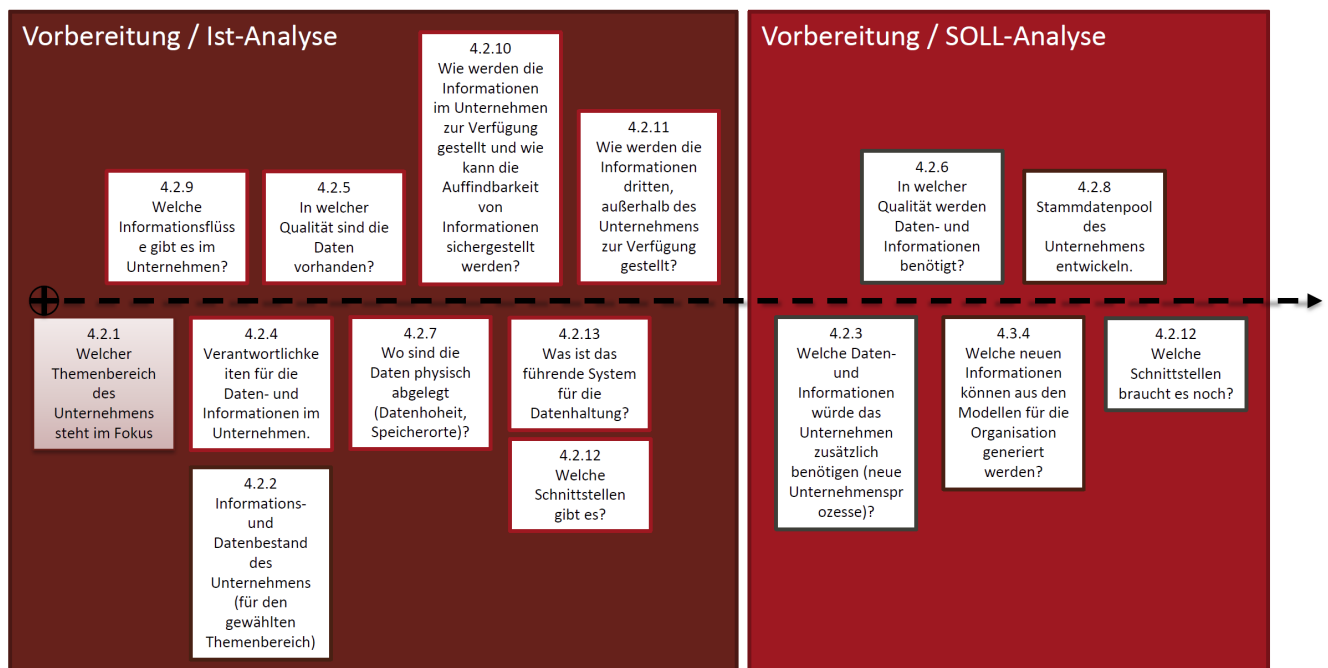 Vorbereitung / Ist-Analyse
4.2.10
Wie werden die
Informationen
im Unternehmen
zur Verfügung
gestellt und wie
kann die
Auffindbarkeit
von
Informationen
sichergestellt
werden?
4.2.11
Wie werden die
Informationen
dritten,
außerhalb des
Unternehmens
zur Verfügung
gestellt?
4.2.9
Welche
Informationsflüss
e gibt es im
Unternehmen?
4.2.5
In welcher
Qualität sind die
Daten
vorhanden?
4.2.1
Welcher
Themenbereich
des
Unternehmens
steht im Fokus
4.2.4
Verantwortlichke
iten für die
Daten- und
Informationen im
Unternehmen.
4.2.7
Wo sind die
Daten physisch
abgelegt
(Datenhoheit,
Speicherorte)?
4.2.13
Was ist das
führende System
für die
Datenhaltung?
4.2.12
Welche
Schnittstellen
gibt es?
4.2.2
Informations-
und
Datenbestand
des
Unternehmens
(für den
gewählten
Themenbereich)
Vorbereitung / SOLL-Analyse
4.2.6
In welcher
Qualität werden
Daten- und
Informationen
benötigt?
4.2.8
Stammdatenpool
des
Unternehmens
entwickeln.
4.2.3
Welche Daten-
und
Informationen
würde das
Unternehmen
zusätzlich
benötigen (neue
Unternehmenspr
ozesse)?
4.3.4
Welche neuen
Informationen
können aus den
Modellen für die
Organisation
generiert
werden?
4.2.12
Welche
Schnittstellen
braucht es noch?